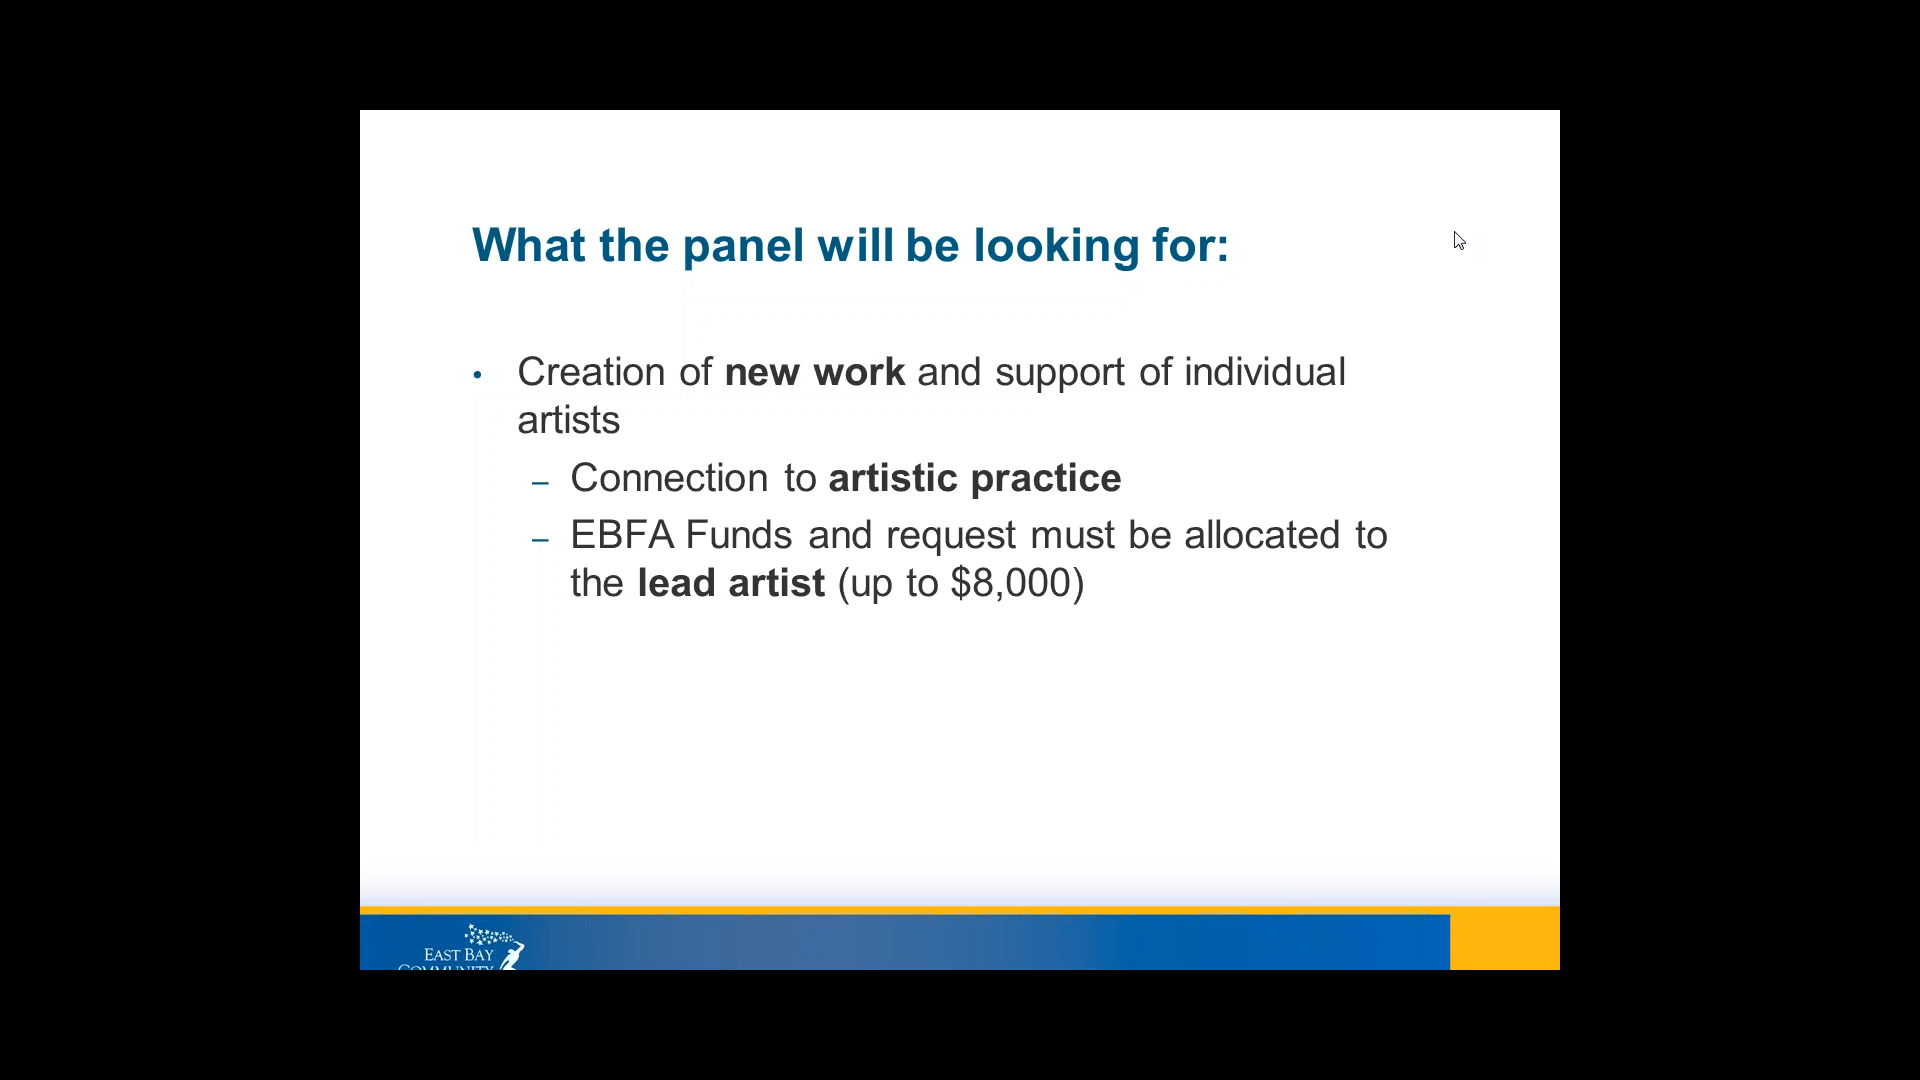 What the panel will be looking for:
• Creation of new work and support of individual
artists
– Connection to artistic practice
– EBFA Funds and request must be allocated to
the lead artist (up to $8,000)
EAST BAY
COMMUNITY